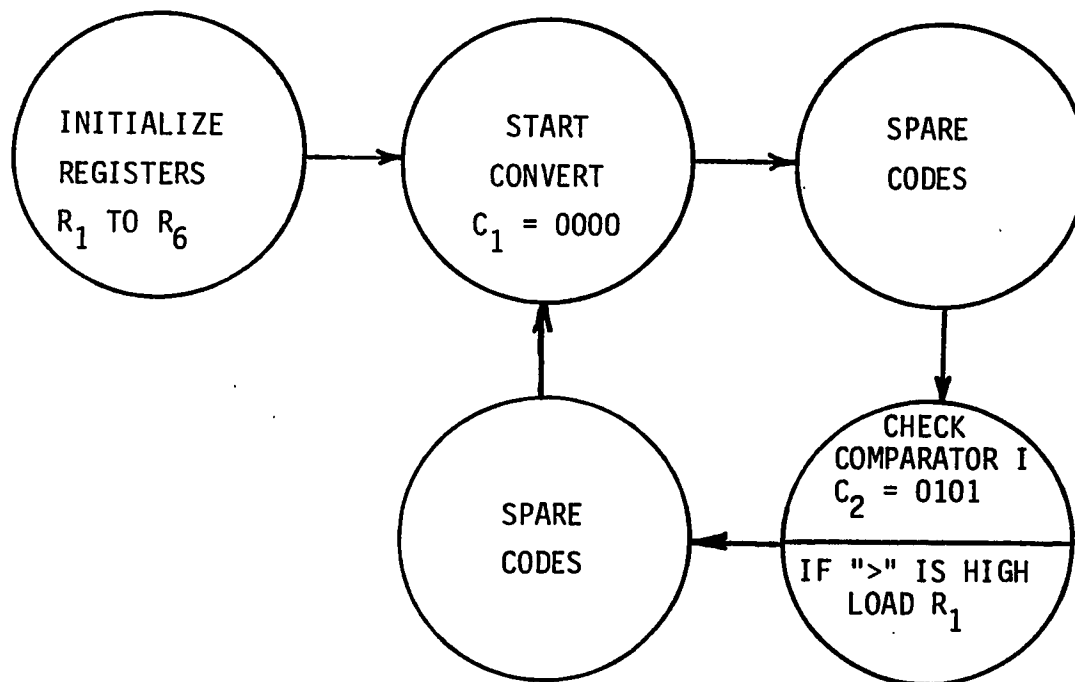 INITIALIZE
REGISTERS
R1 TO R6
START
CONVERT
C1 = 0000
SPARE
CODES
CHECK
COMPARATOR I
C2 = 0101
IF ">" IS HIGH
LOAD R1
SPARE
CODES